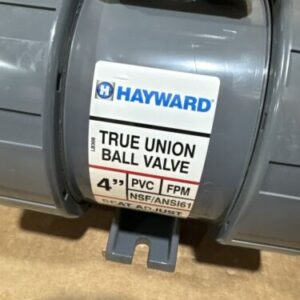 H HAYWARD®
TRUE UNION
BALL VALVE
4" PVC FPM
NSF/ANSI61
SEAT ADJUST